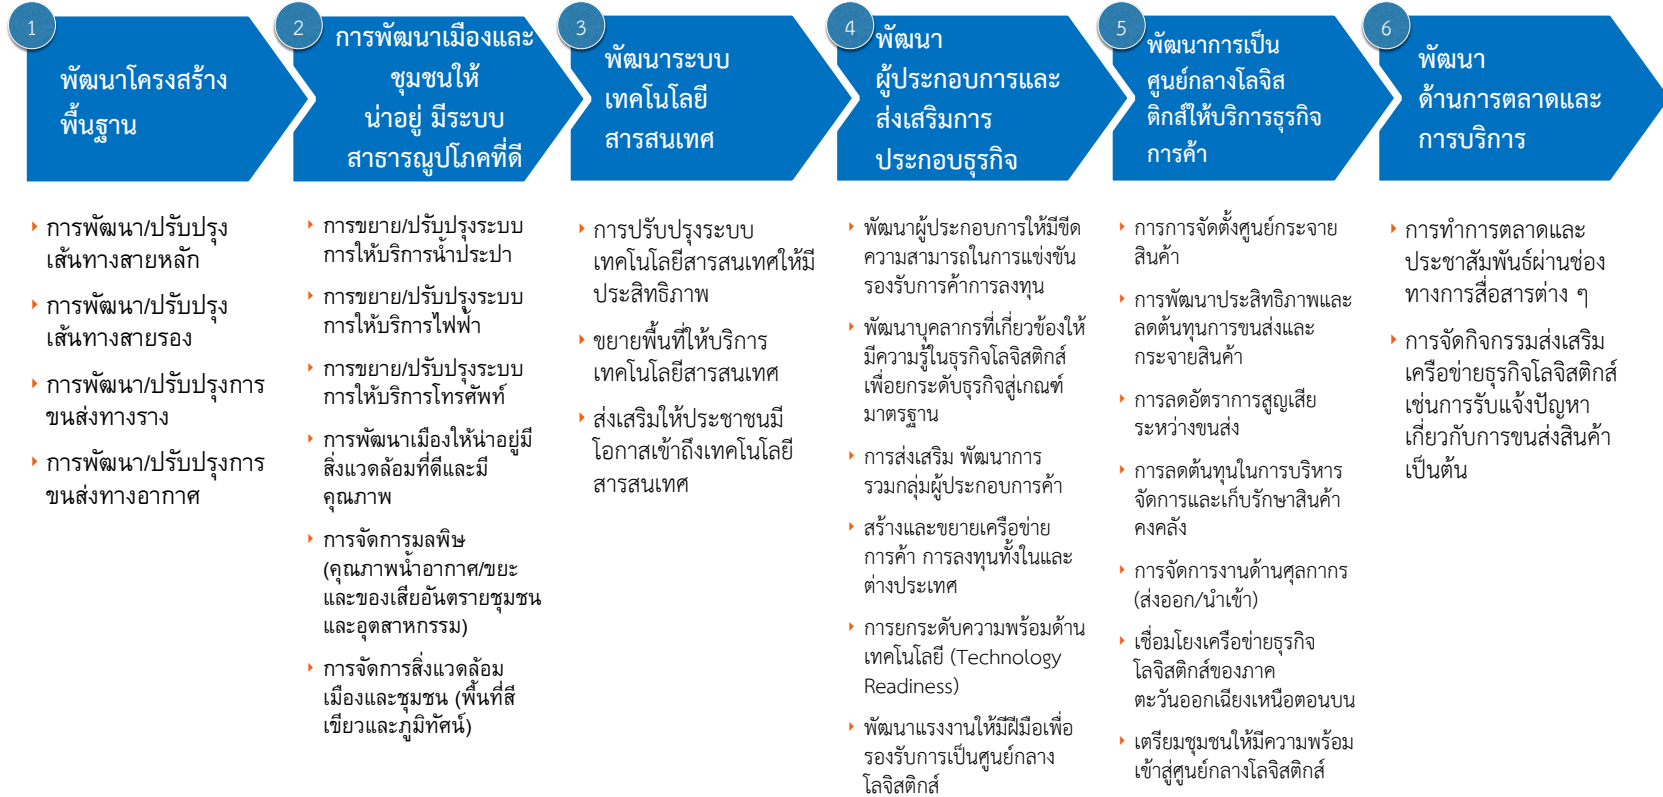 1
พัฒนาโครงสร้าง
พื้นฐาน
การพัฒนา/ปรับปรุง
เส้นทางสายหลัก
การพัฒนา/ปรับปรุง
เส้นทางสายรอง
การพัฒนา/ปรับปรุงการ
ขนส่งทางราง
การพัฒนา/ปรับปรุงการ
ขนส่งทางอากาศ
2
การพัฒนาเมืองและ
ชุมชนให้
น่าอยู่ มีระบบ
สาธารณูปโภคที่ดี
การขยาย/ปรับปรุงระบบ
การให้บริการน้ำประปา
การขยาย/ปรับปรุงระบบ
การให้บริการไฟฟ้า
การขยาย/ปรับปรุงระบบ
การให้บริการโทรศัพท์
การพัฒนาเมืองให้น่าอยู่มี
สิ่งแวดล้อมที่ดีและมี
คุณภาพ
การจัดการมลพิษ
(คุณภาพน้ำอากาศ/ขยะ
และของเสียอันตรายชุมชน
และอุตสาหกรรม)
การจัดการสิ่งแวดล้อม
เมืองและชุมชน (พื้นที่สี
เขียวและภูมิทัศน์)
3
พัฒนาระบบ
เทคโนโลยี
สารสนเทศ
การปรับปรุงระบบ
เทคโนโลยีสารสนเทศให้มี
ประสิทธิภาพ
ขยายพื้นที่ให้บริการ
เทคโนโลยีสารสนเทศ
ส่งเสริมให้ประชาชนมี
โอกาสเข้าถึงเทคโนโลยี
สารสนเทศ
4
พัฒนา
ผู้ประกอบการและ
ส่งเสริมการ
ประกอบธุรกิจ
พัฒนาผู้ประกอบการให้มีขีด
ความสามารถในการแข่งขัน
รองรับการค้าการลงทุน
พัฒนาบุคลากรที่เกี่ยวข้องให้
มีความรู้ในธุรกิจโลจิสติกส์
เพื่อยกระดับธุรกิจสู่เกณฑ์
มาตรฐาน
การส่งเสริม พัฒนาการ
รวมกลุ่มผู้ประกอบการค้า
สร้างและขยายเครือข่าย
การค้า การลงทุนทั้งในและ
ต่างประเทศ
การยกระดับความพร้อมด้าน
เทคโนโลยี (Technology
Readiness)
พัฒนาแรงงานให้มีฝีมือเพื่อ
รองรับการเป็นศูนย์กลาง
โลจิสติกส์
5
พัฒนาการเป็น
ศูนย์กลางโลจิส
ติกส์ให้บริการธุรกิจ
การค้า
การการจัดตั้งศูนย์กระจาย
สินค้า
การพัฒนาประสิทธิภาพและ
ลดต้นทุนการขนส่งและ
กระจายสินค้า
การลดอัตราการสูญเสีย
ระหว่างขนส่ง
การลดต้นทุนในการบริหาร
จัดการและเก็บรักษาสินค้า
คงคลัง
การจัดการงานด้านศุลกากร
(ส่งออก/นำเข้า)
เชื่อมโยงเครือข่ายธุรกิจ
โลจิสติกส์ของภาค
ตะวันออกเฉียงเหนือตอนบน
เตรียมชุมชนให้มีความพร้อม
เข้าสู่ศูนย์กลางโลจิสติกส์
6
พัฒนา
ด้านการตลาดและ
การบริการ
การทำการตลาดและ
ประชาสัมพันธ์ผ่านช่อง
ทางการสื่อสารต่าง ๆ
การจัดกิจกรรมส่งเสริม
เครือข่ายธุรกิจโลจิสติกส์
เช่นการรับแจ้งปัญหา
เกี่ยวกับการขนส่งสินค้า
เป็นต้น